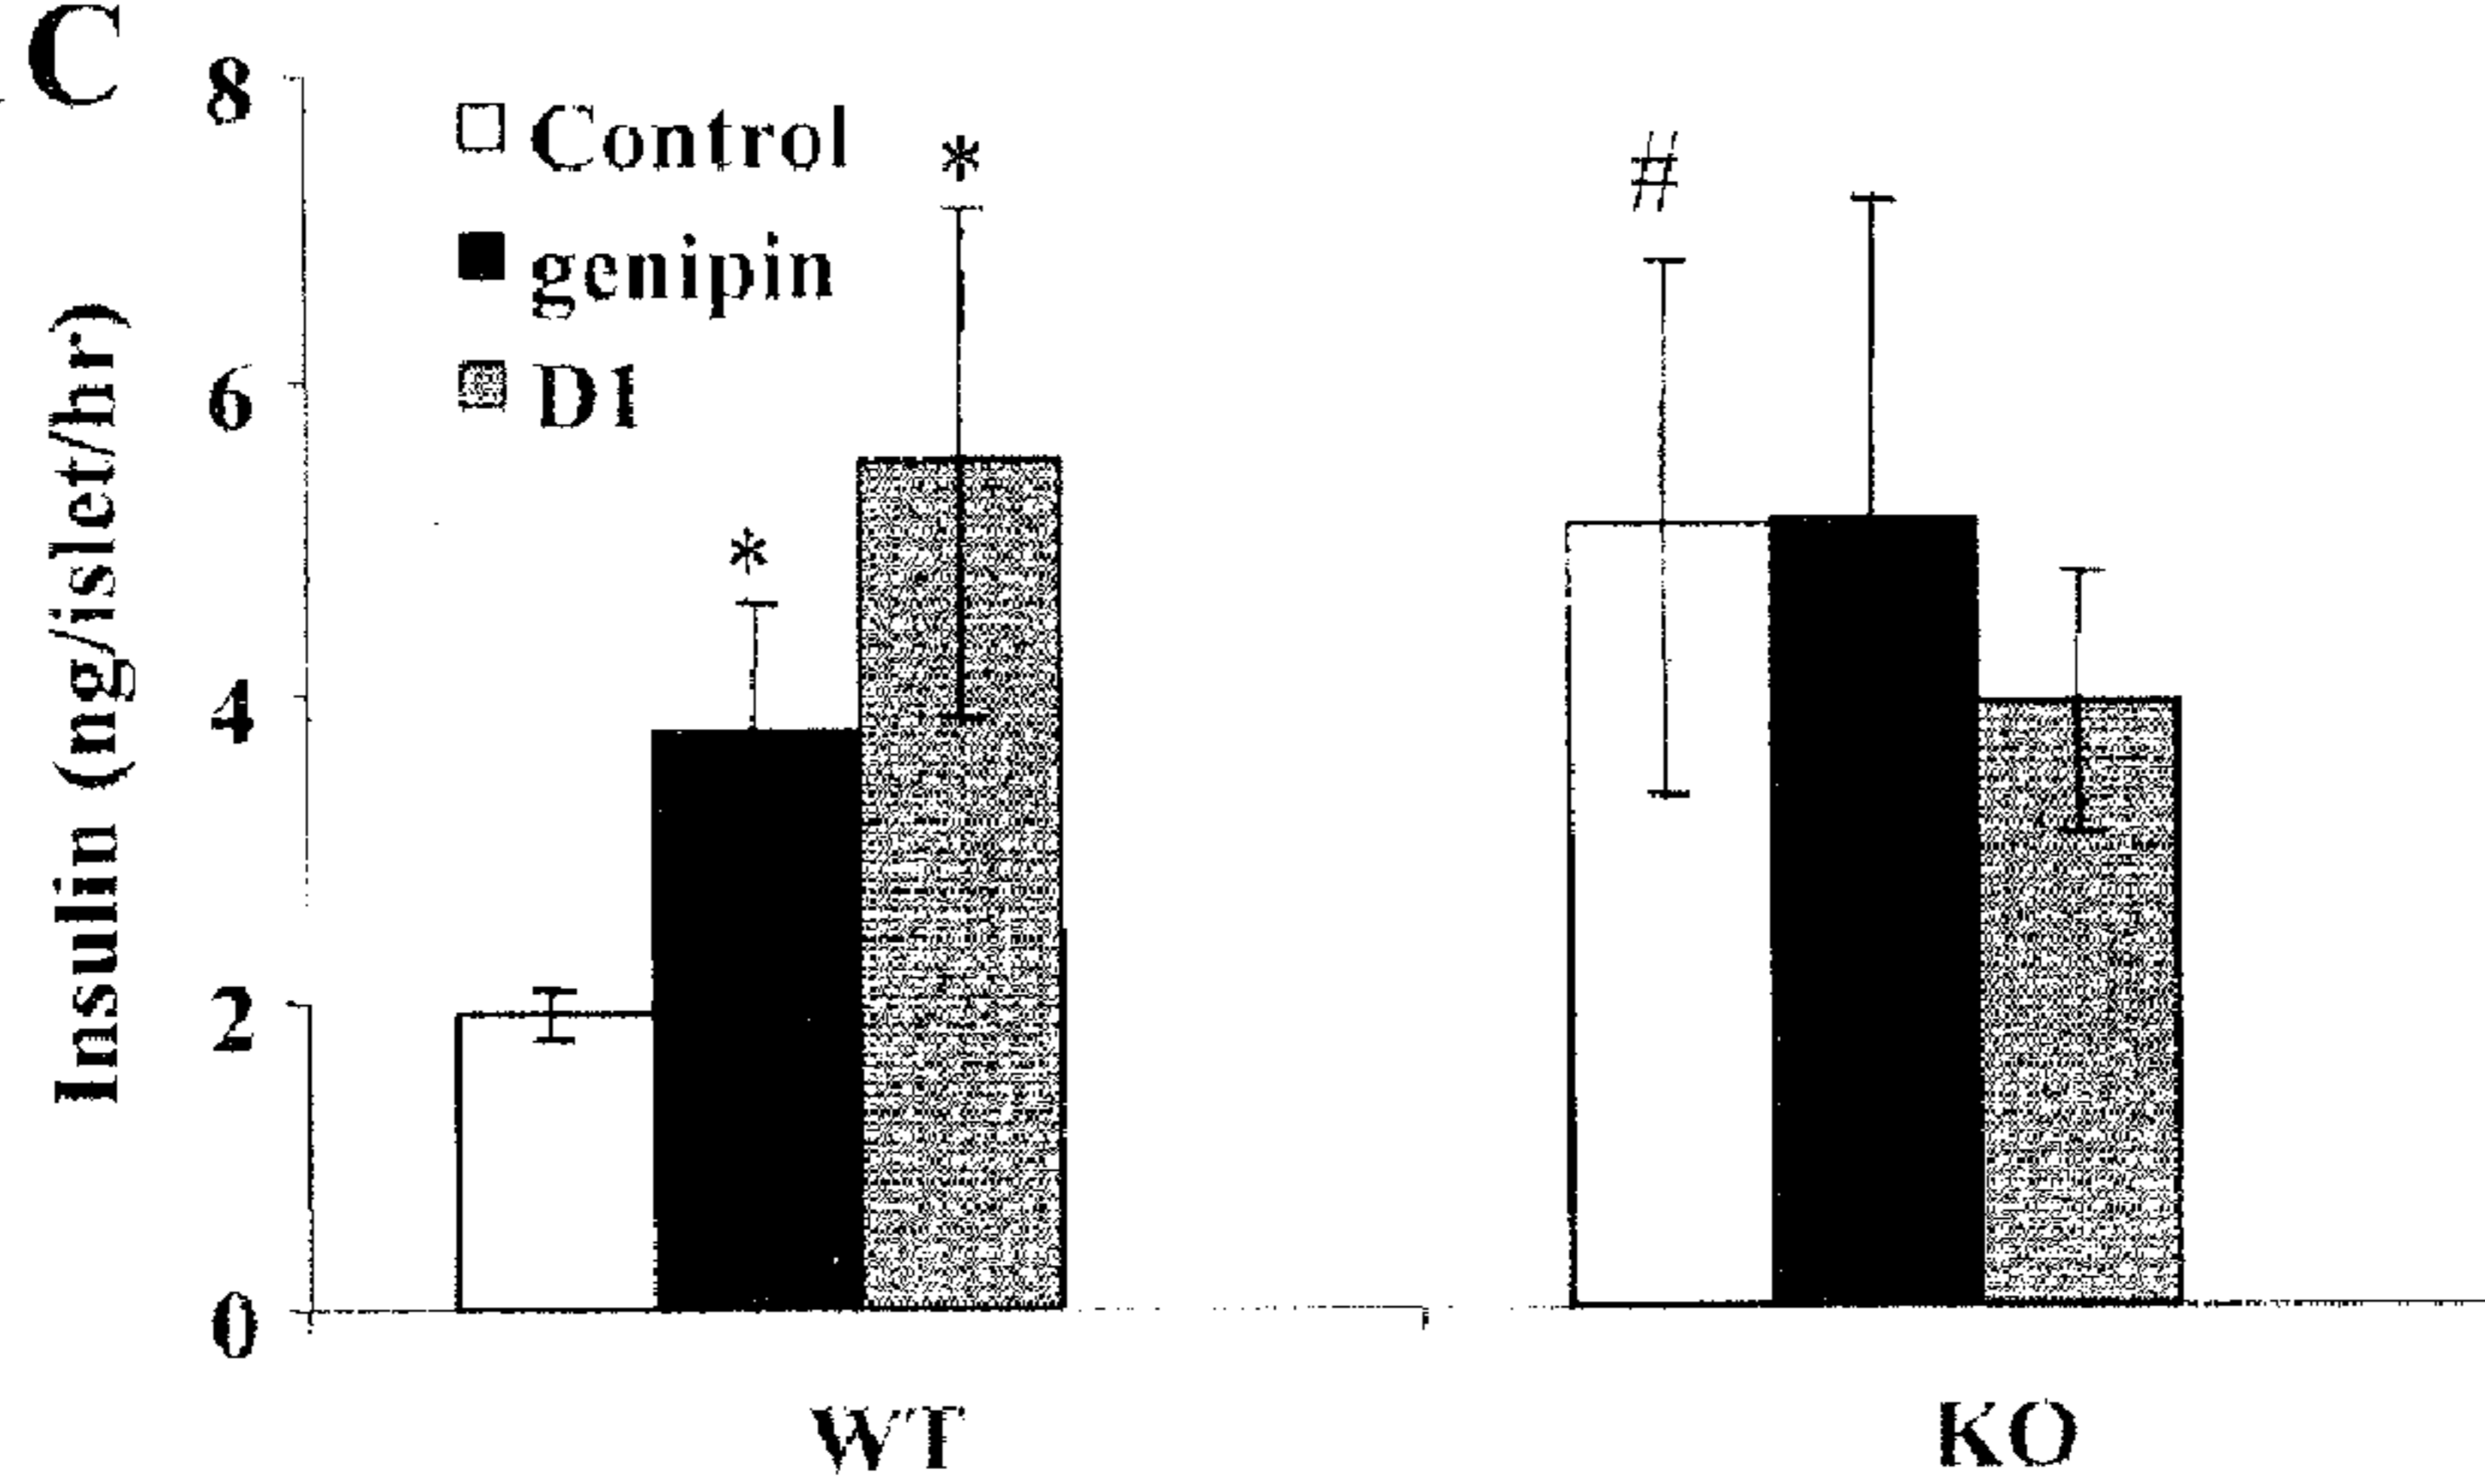 C
8
6
4
2
0
Insulin (ng/islet/hr)
Control
genipin
D1
*
*
#
WT
KO